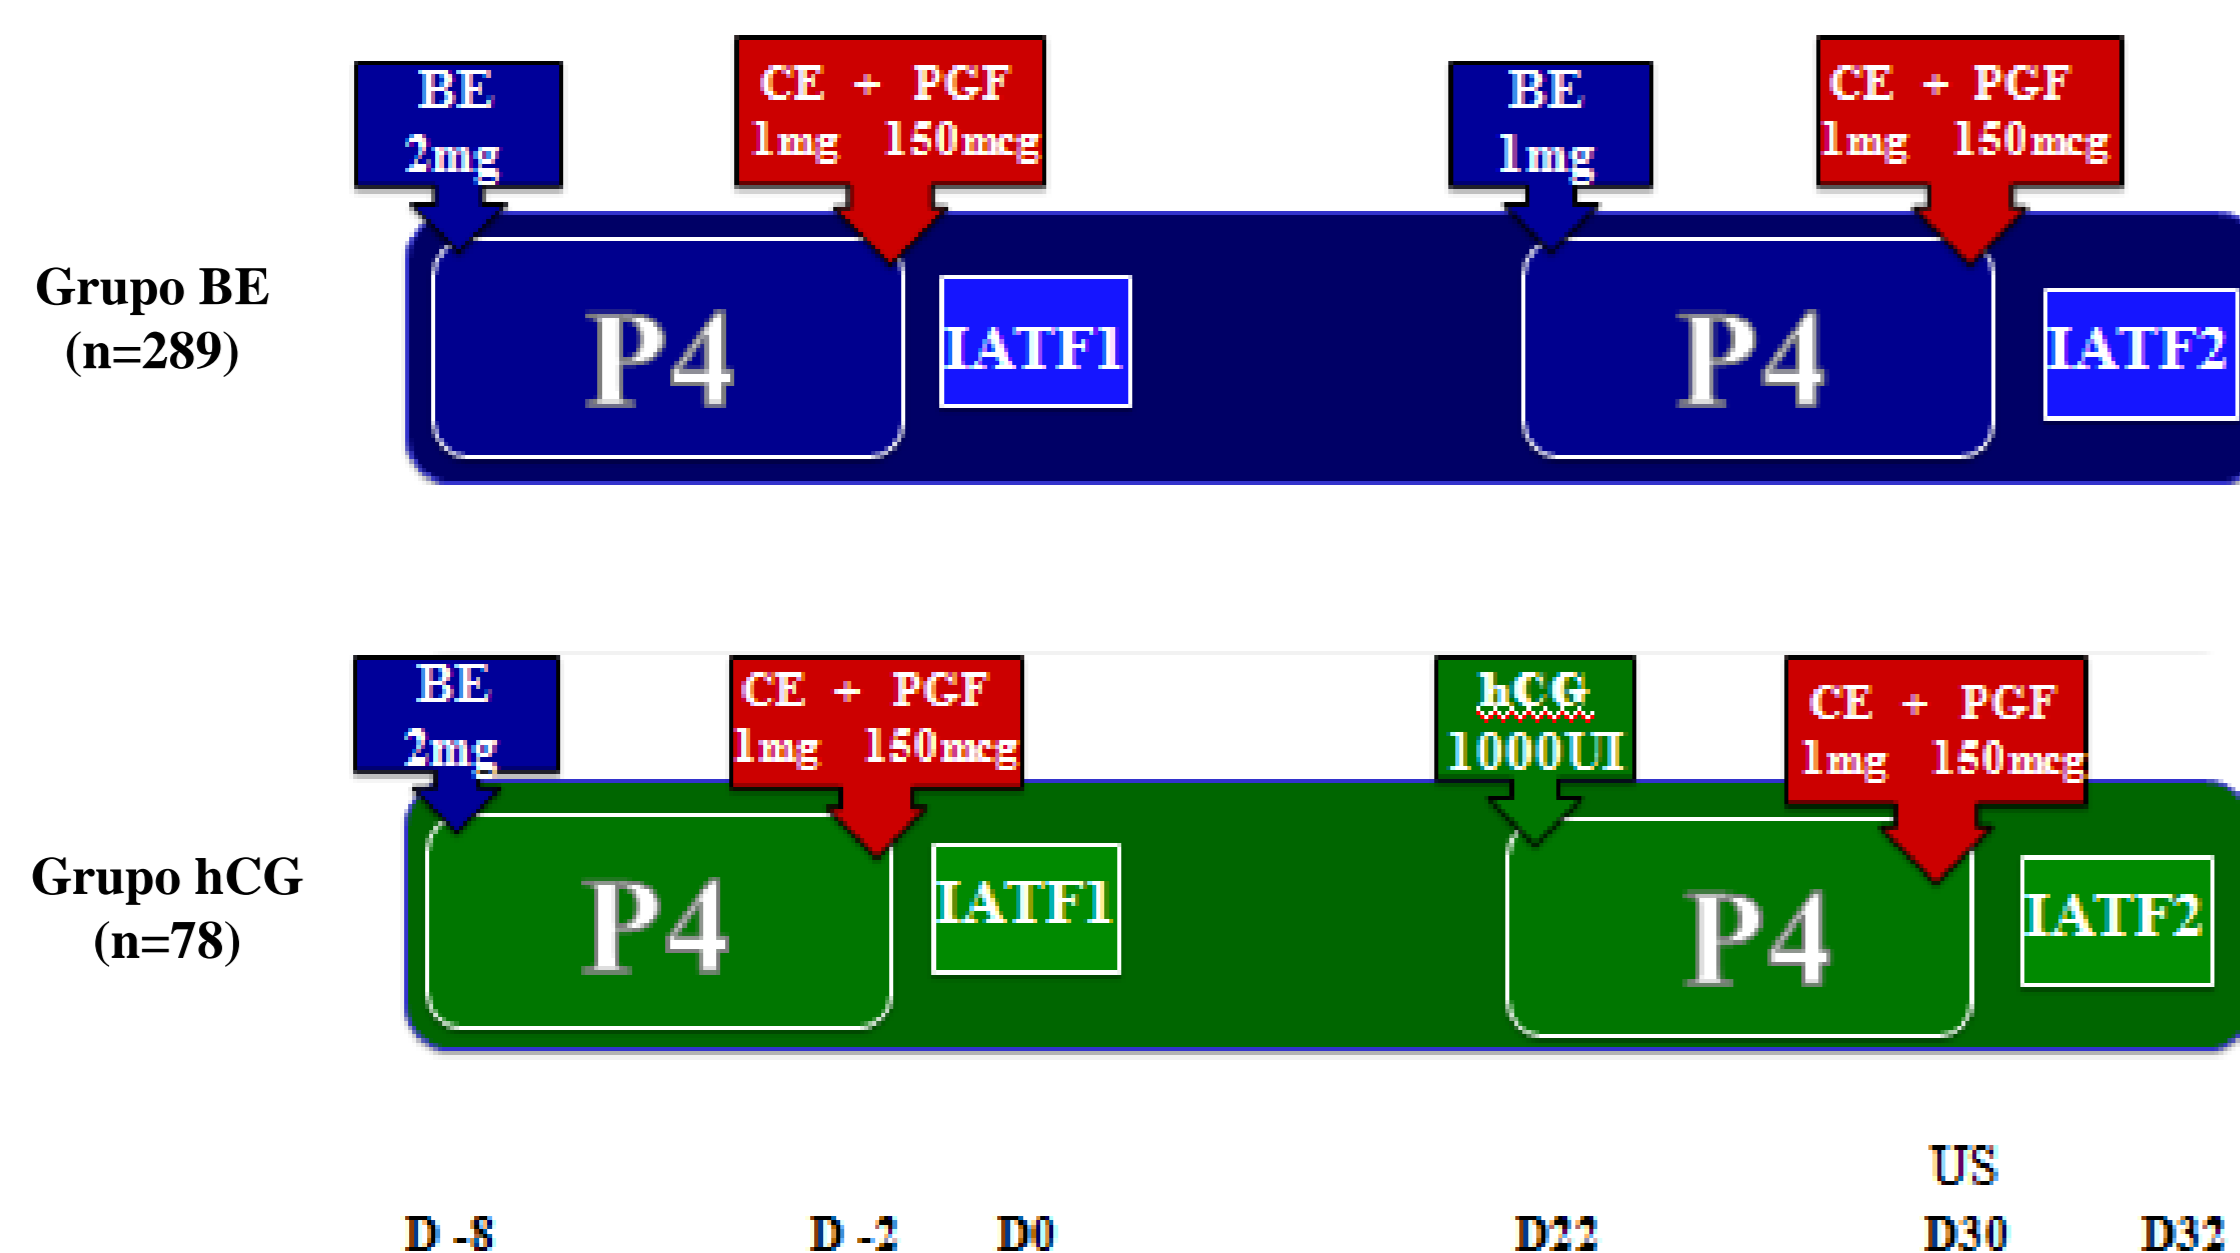 BE
2mg
CE + PGF
1mg 150mcg
BE
1mg
CE + PGF
1mg 150mcg
Grupo BE
(n=289)
P4
IATF1
P4
IATF2
BE
2mg
CE + PGF
1mg 150mcg
hCG
1000UI
CE + PGF
1mg 150mcg
Grupo hCG
(n=78)
P4
IATF1
P4
IATF2
US
D -8 D -2 D0 D22 D30 D32